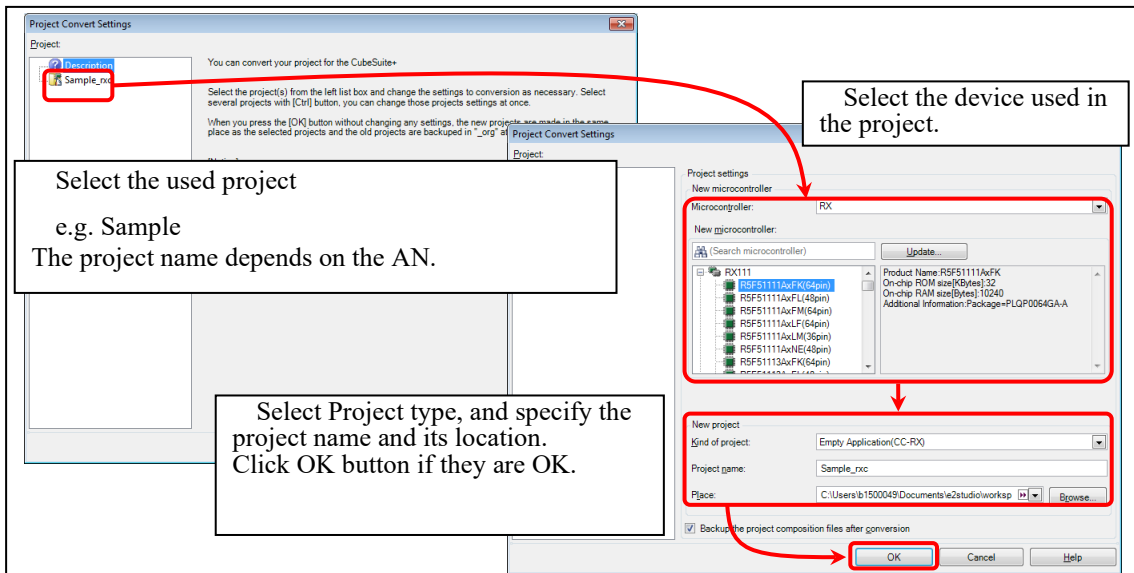 Project Convert Settings
Project:
Description
Sample_rxc
You can convert your project for the CubeSuite+
Select the project(s) from the left list box and change the settings to conversion as necessary. Select
several projects with [Ctrl] button, you can change those projects settings at once.
When you press the [OK] button without changing any settings, the new projects are made in the same
place as the selected projects and the old projects are backuped in "_org" at
Select the device used in
the project.
Select the used project
e.g. Sample
The project name depends on the AN.
Project Convert Settings
Project:
Project settings
New microcontroller
Microcontroller:
RX
New microcontroller:
(Search microcontroller)
Update...
RX111
R5F51111AxFK(64pin)
R5F51111AxFL(48pin)
R5F51111AxFM(64pin)
R5F51111AxLF(64pin)
R5F51111AxLM(36pin)
R5F51111AxNE(48pin)
R5F51113AxFK(64pin)
Product Name:R5F51111AxFK
On-chip ROM size[KBytes]:32
On-chip RAM size[Bytes]:10240
Additional Information:Package=PLQP0064GA-A
Select Project type, and specify the
project name and its location.
Click OK button if they are OK.
New project
Kind of project:
Empty Application(CC-RX)
Project name:
Sample_rxc
Place:
C:\Users\b1500049\Documents\e2studio\worksp
Browse...
Backup the project composition files after conversion
OK
Cancel
Help